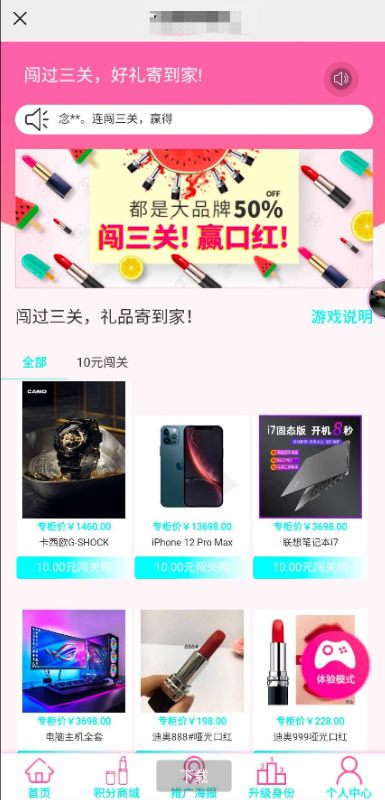 闯过三关，好礼寄到家!
念**。连闯三关，赢得
OFF
都是大品牌50%
闯三关! 赢口红!
闯过三关，礼品寄到家！
游戏说明
全部
10元闯关
CASIO
i7固态版 开机8秒
专柜价￥1460.00
专柜价￥13698.00
专柜价￥3698.00
卡西欧G-SHOCK
iPhone 12 Pro Max
联想笔记本i7
10.00元闯关购
10.00元闯关购
10.00元闯关购
888#
体验模式
专柜价￥3698.00
专柜价￥198.00
专柜价￥228.00
电脑主机全套
迪奥888#哑光口红
迪奥999哑光口红
下载
首页
积分商城
推广海报
升级身份
个人中心